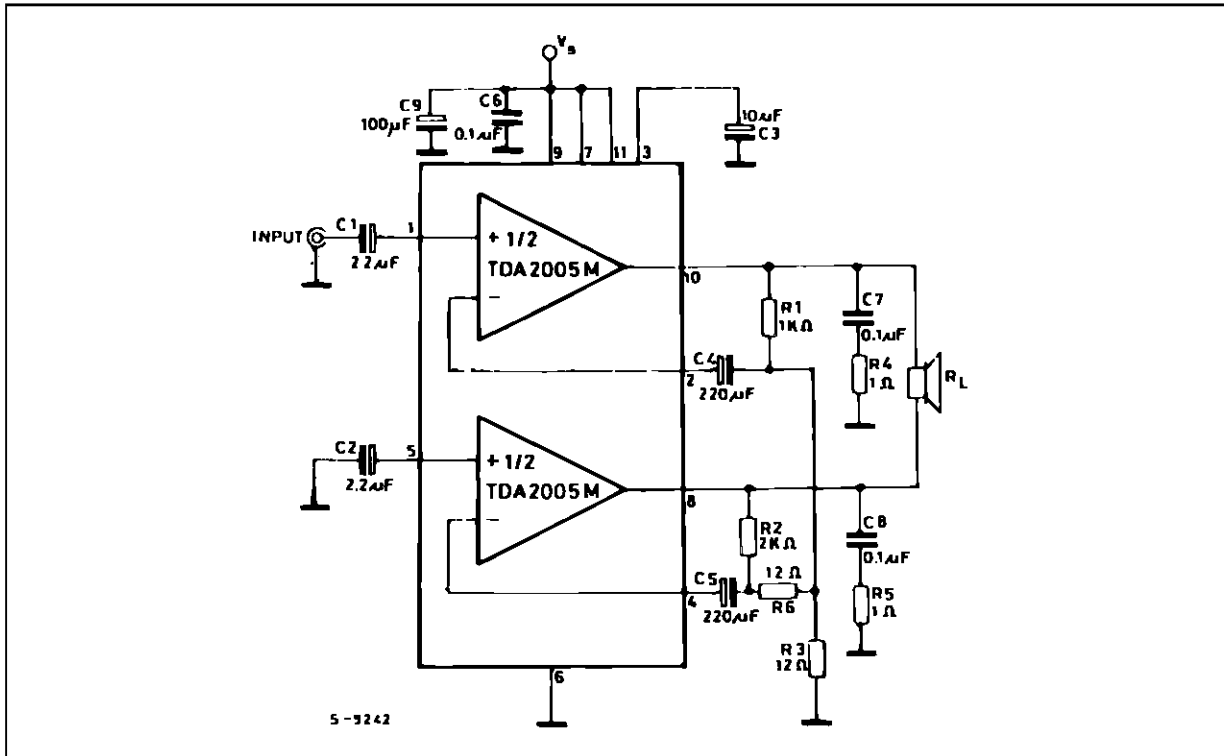 Vs
C9
100µF
C6
0.1µF
10µF
C3
9
7
11
3
INPUT
C1
2.2µF
1
+ 1/2
TDA2005M
−
10
R1
1KΩ
C7
0.1µF
R4
1Ω
RL
C4
220µF
2
C2
2.2µF
5
+ 1/2
TDA2005M
−
8
R2
2KΩ
C8
0.1µF
C5
220µF
4
12Ω
R6
R5
1Ω
R3
12Ω
6
5-9242